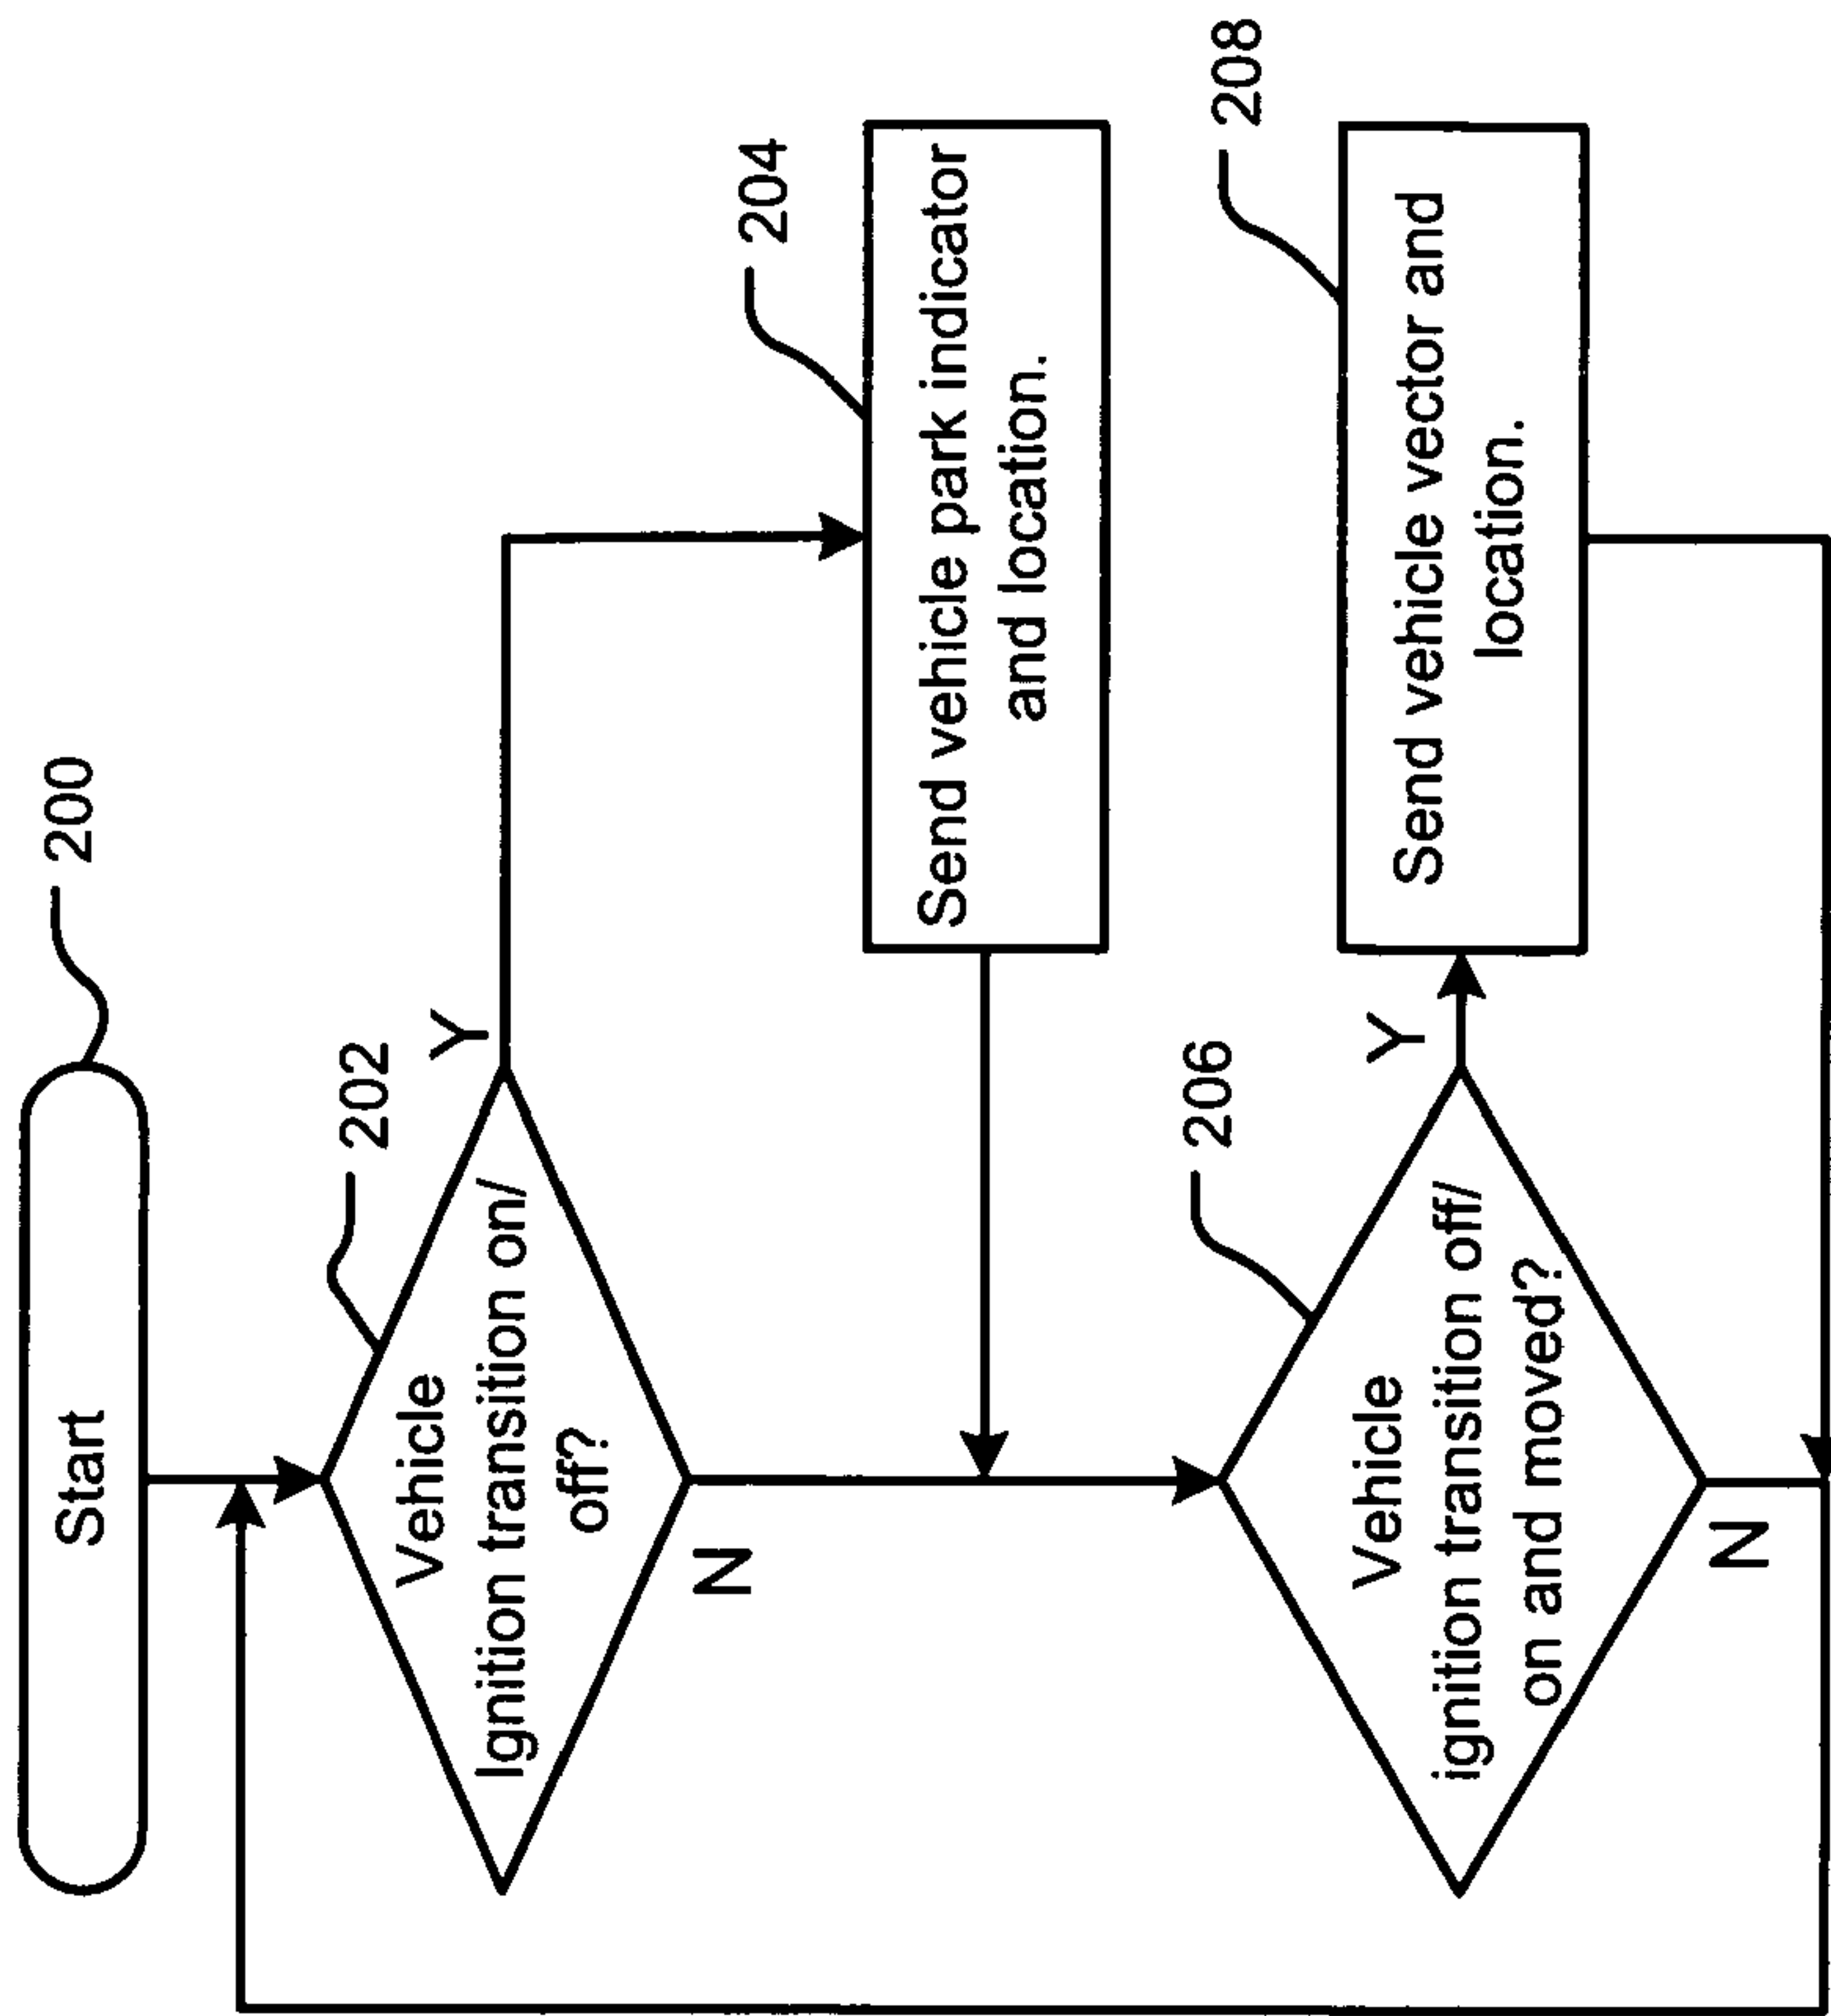 Start
200
Vehicle
Ignition transition on/
off?
202
Y
N
Send vehicle park indicator
and location.
204
Vehicle
ignition transition off/
on and moved?
206
Y
N
Send vehicle vector and
location.
208